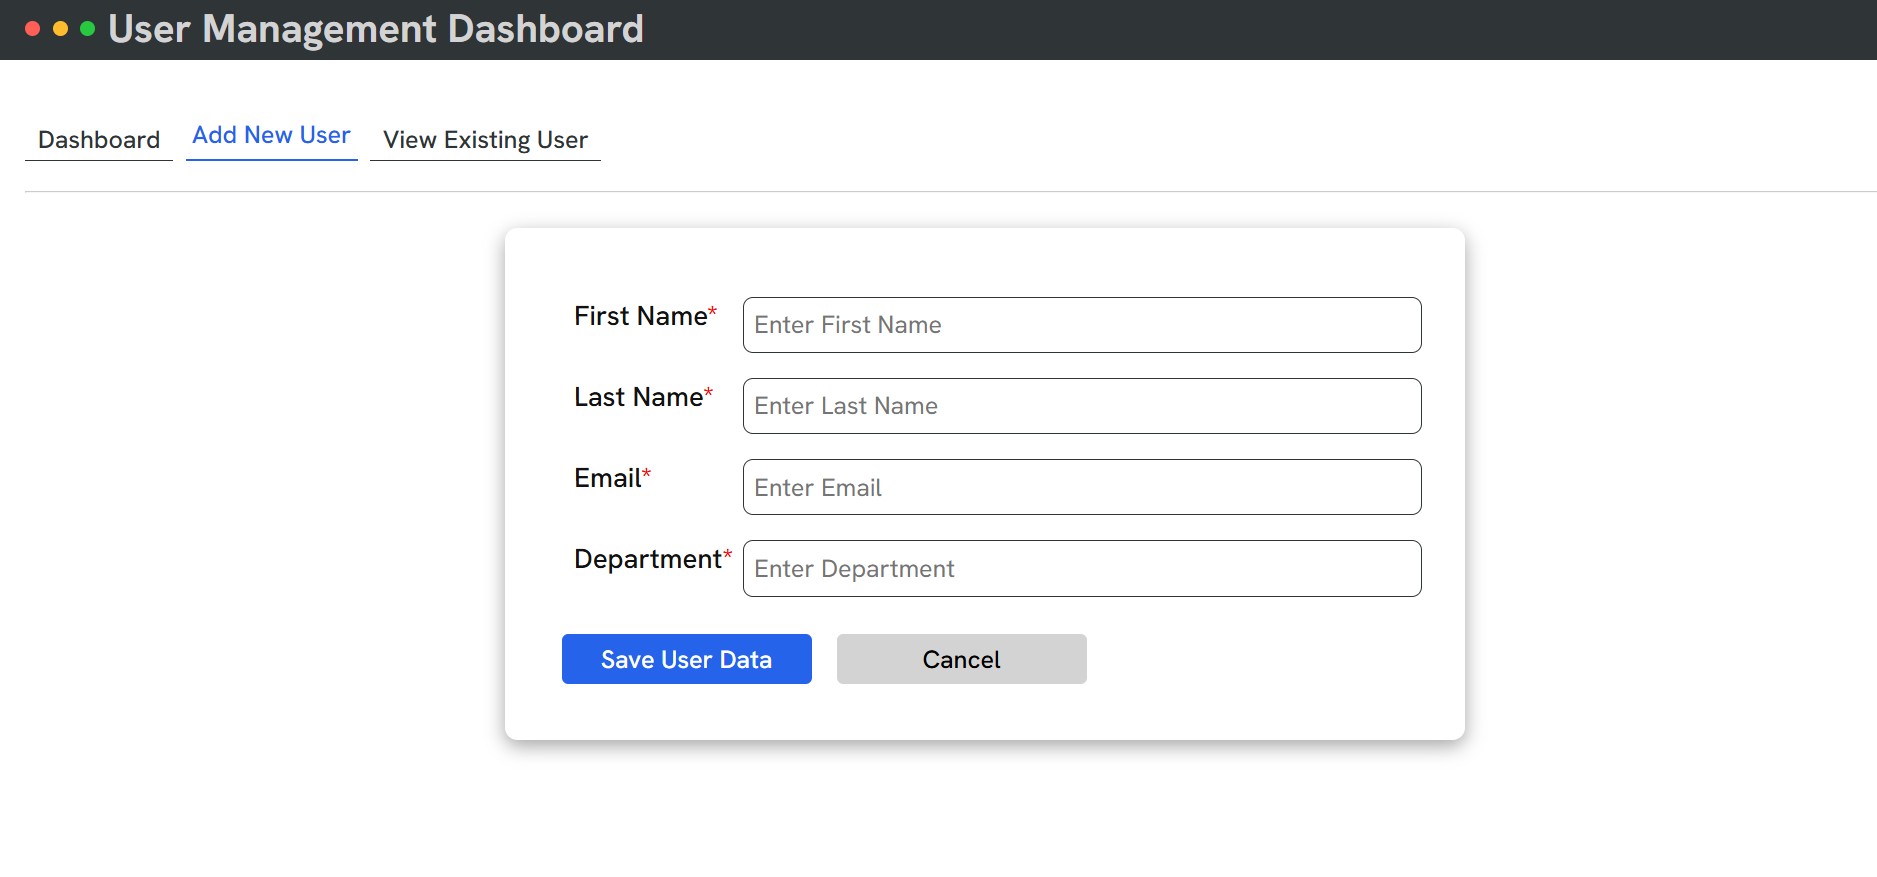 User Management Dashboard
Dashboard Add New User View Existing User
First Name* Enter First Name
Last Name* Enter Last Name
Email* Enter Email
Department* Enter Department
Save User Data Cancel